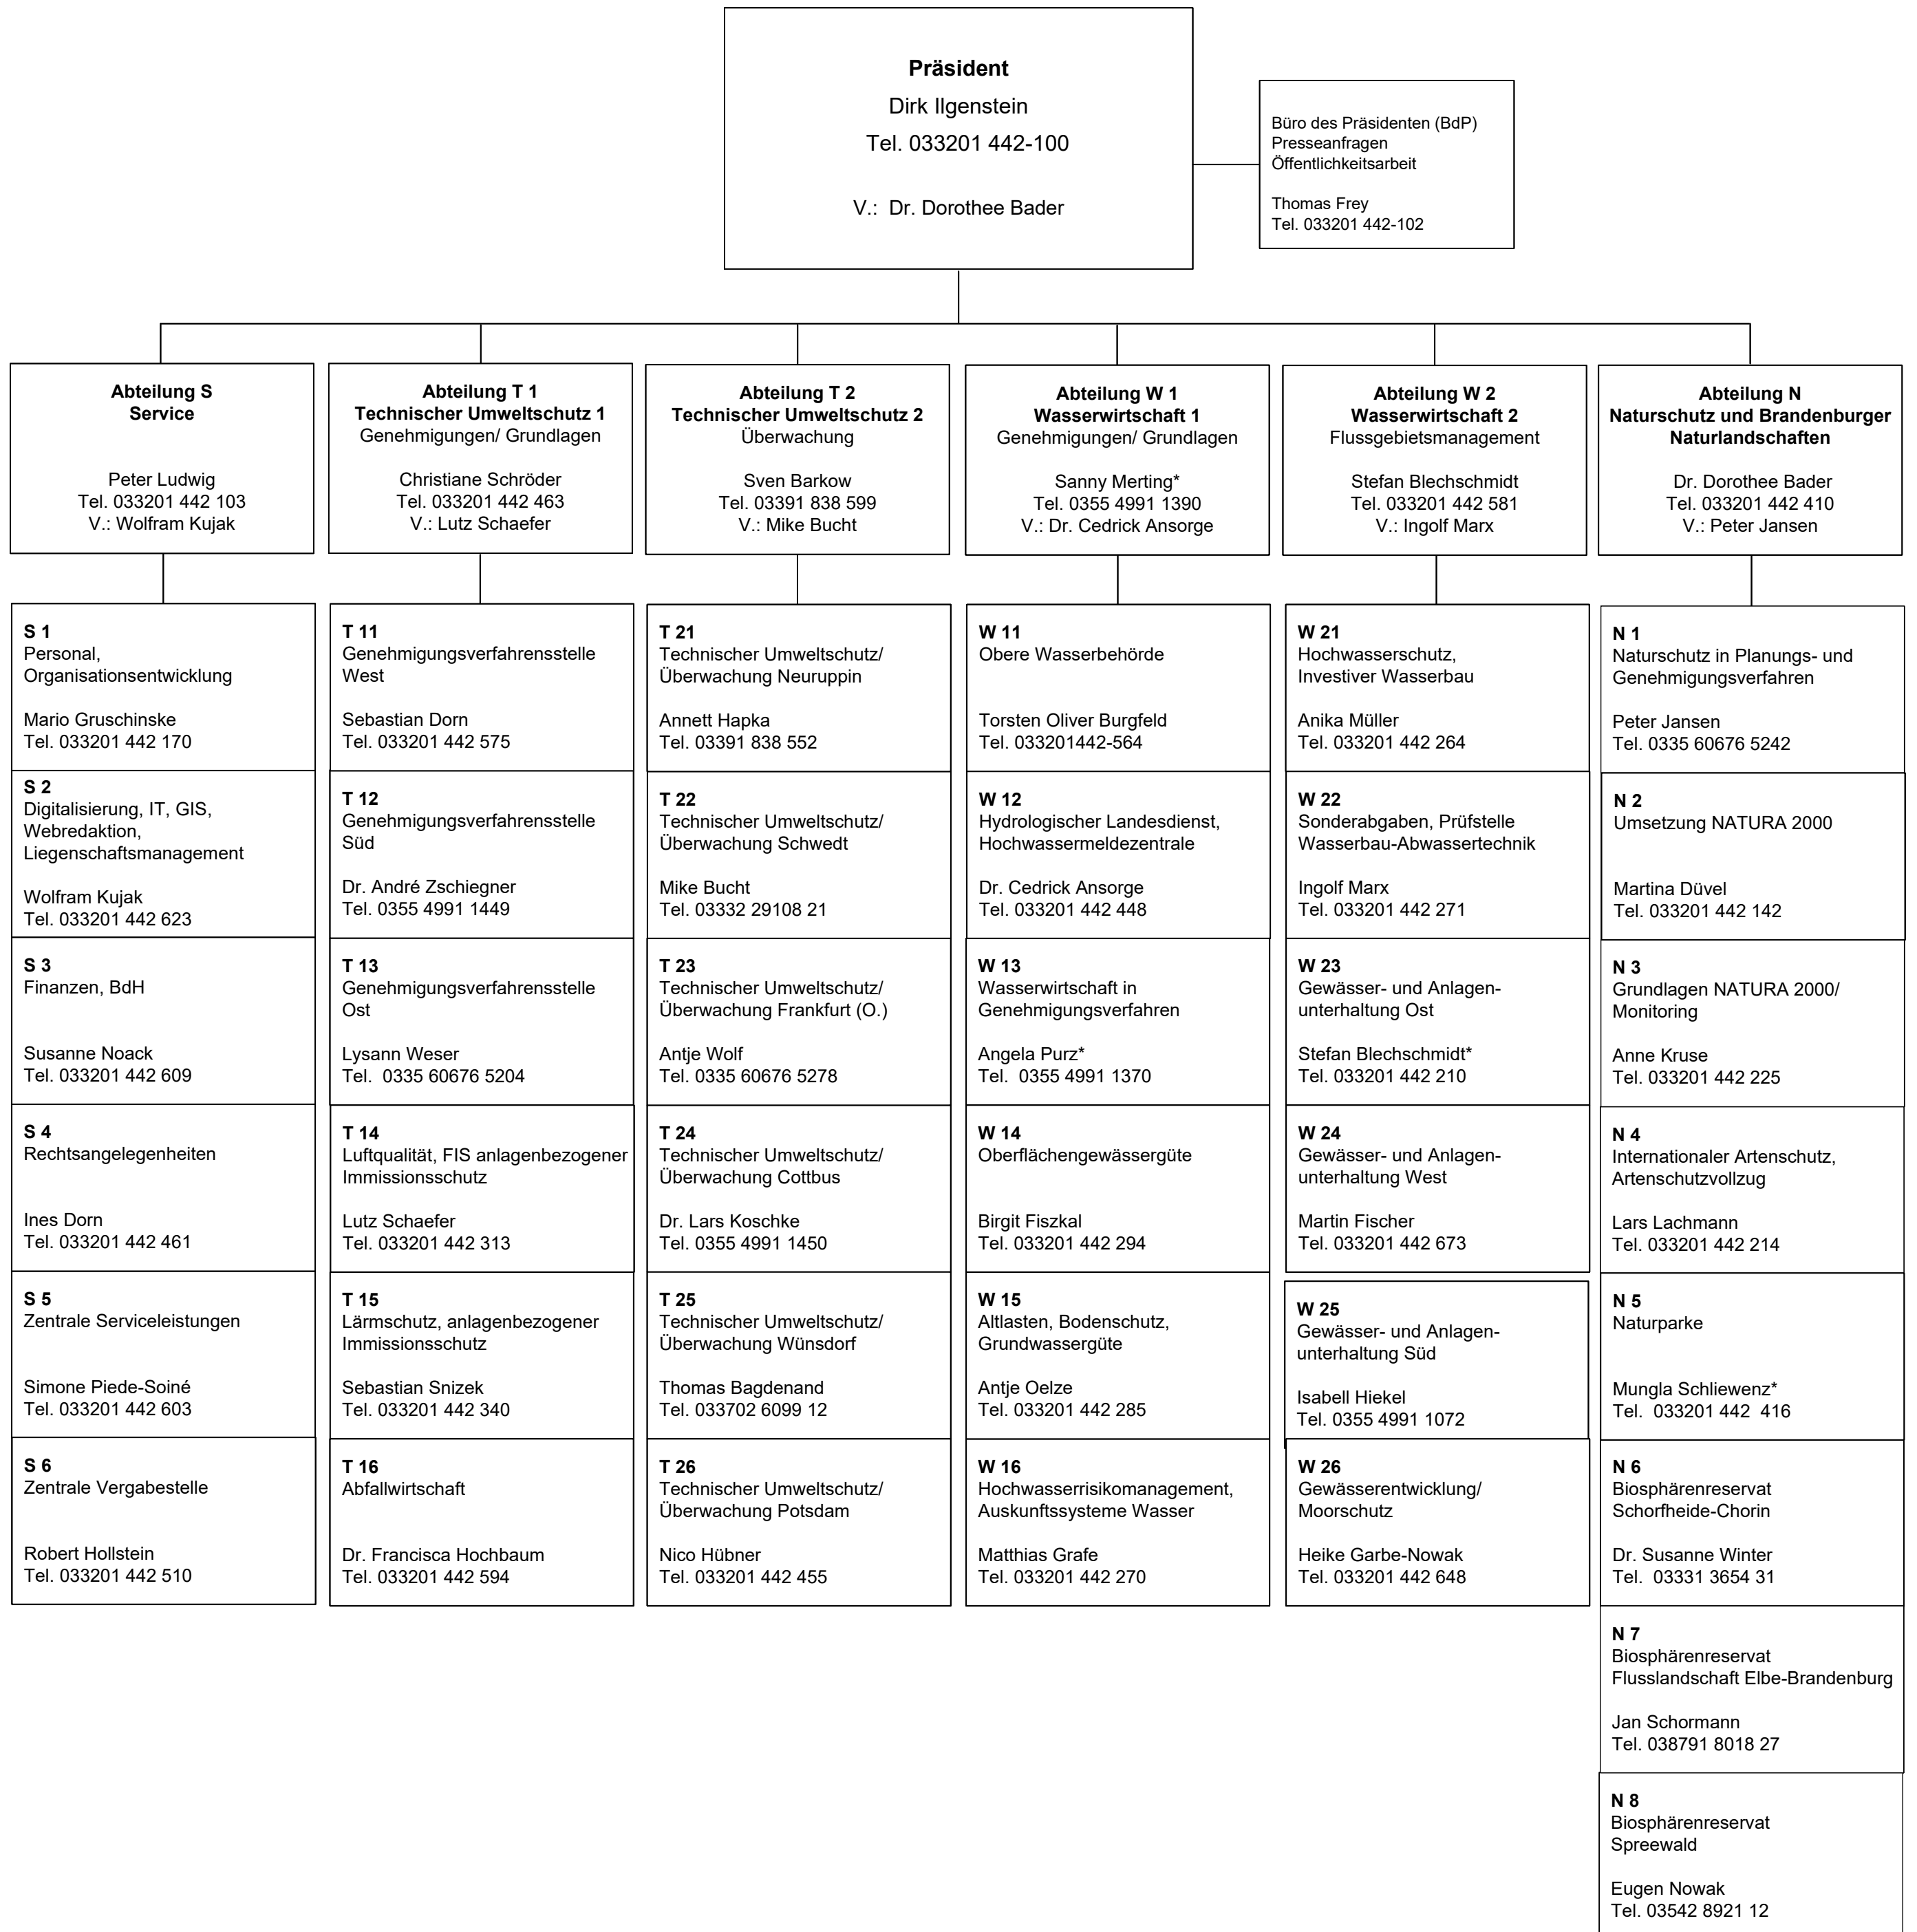 Präsident
Dirk Ilgenstein
Tel. 033201 442-100
V.: Dr. Dorothee Bader
Büro des Präsidenten (BdP)
Presseanfragen
Öffentlichkeitsarbeit
Thomas Frey
Tel. 033201 442-102
Abteilung S
Service
Peter Ludwig
Tel. 033201 442 103
V.: Wolfram Kujak
Abteilung T 1
Technischer Umweltschutz 1
Genehmigungen/ Grundlagen
Christiane Schröder
Tel. 033201 442 463
V.: Lutz Schaefer
Abteilung T 2
Technischer Umweltschutz 2
Überwachung
Sven Barkow
Tel. 03391 838 599
V.: Mike Bucht
Abteilung W 1
Wasserwirtschaft 1
Genehmigungen/ Grundlagen
Sanny Merting*
Tel. 0355 4991 1390
V.: Dr. Cedrick Ansorge
Abteilung W 2
Wasserwirtschaft 2
Flussgebietsmanagement
Stefan Blechschmidt
Tel. 033201 442 581
V.: Ingolf Marx
Abteilung N
Naturschutz und Brandenburger
Naturlandschaften
Dr. Dorothee Bader
Tel. 033201 442 410
V.: Peter Jansen
S 1
Personal,
Organisationsentwicklung
Mario Gruschinske
Tel. 033201 442 170
S 2
Digitalisierung, IT, GIS,
Webredaktion,
Liegenschaftsmanagement
Wolfram Kujak
Tel. 033201 442 623
S 3
Finanzen, BdH
Susanne Noack
Tel. 033201 442 609
S 4
Rechtsangelegenheiten
Ines Dorn
Tel. 033201 442 461
S 5
Zentrale Serviceleistungen
Simone Piede-Soiné
Tel. 033201 442 603
S 6
Zentrale Vergabestelle
Robert Hollstein
Tel. 033201 442 510
T 11
Genehmigungsverfahrensstelle
West
Sebastian Dorn
Tel. 033201 442 575
T 12
Genehmigungsverfahrensstelle
Süd
Dr. André Zschiegner
Tel. 0355 4991 1449
T 13
Genehmigungsverfahrensstelle
Ost
Lysann Weser
Tel. 0335 60676 5204
T 14
Luftqualität, FIS anlagenbezogener
Immissionsschutz
Lutz Schaefer
Tel. 033201 442 313
T 15
Lärmschutz, anlagenbezogener
Immissionsschutz
Sebastian Snizek
Tel. 033201 442 340
T 16
Abfallwirtschaft
Dr. Francisca Hochbaum
Tel. 033201 442 594
T 21
Technischer Umweltschutz/
Überwachung Neuruppin
Annett Hapka
Tel. 03391 838 552
T 22
Technischer Umweltschutz/
Überwachung Schwedt
Mike Bucht
Tel. 03332 29108 21
T 23
Technischer Umweltschutz/
Überwachung Frankfurt (O.)
Antje Wolf
Tel. 0335 60676 5278
T 24
Technischer Umweltschutz/
Überwachung Cottbus
Dr. Lars Koschke
Tel. 0355 4991 1450
T 25
Technischer Umweltschutz/
Überwachung Wünsdorf
Thomas Bagdenand
Tel. 033702 6099 12
T 26
Technischer Umweltschutz/
Überwachung Potsdam
Nico Hübner
Tel. 033201 442 455
W 11
Obere Wasserbehörde
Torsten Oliver Burgfeld
Tel. 033201442-564
W 12
Hydrologischer Landesdienst,
Hochwassermeldezentrale
Dr. Cedrick Ansorge
Tel. 033201 442 448
W 13
Wasserwirtschaft in
Genehmigungsverfahren
Angela Purz*
Tel. 0355 4991 1370
W 14
Oberflächengewässergüte
Birgit Fiszkal
Tel. 033201 442 294
W 15
Altlasten, Bodenschutz,
Grundwassergüte
Antje Oelze
Tel. 033201 442 285
W 16
Hochwasserrisikomanagement,
Auskunftssysteme Wasser
Matthias Grafe
Tel. 033201 442 270
W 21
Hochwasserschutz,
Investiver Wasserbau
Anika Müller
Tel. 033201 442 264
W 22
Sonderabgaben, Prüfstelle
Wasserbau-Abwassertechnik
Ingolf Marx
Tel. 033201 442 271
W 23
Gewässer- und Anlagen-
unterhaltung Ost
Stefan Blechschmidt*
Tel. 033201 442 210
W 24
Gewässer- und Anlagen-
unterhaltung West
Martin Fischer
Tel. 033201 442 673
W 25
Gewässer- und Anlagen-
unterhaltung Süd
Isabell Hiekel
Tel. 0355 4991 1072
W 26
Gewässerentwicklung/
Moorschutz
Heike Garbe-Nowak
Tel. 033201 442 648
N 1
Naturschutz in Planungs- und
Genehmigungsverfahren
Peter Jansen
Tel. 0335 60676 5242
N 2
Umsetzung NATURA 2000
Martina Düvel
Tel. 033201 442 142
N 3
Grundlagen NATURA 2000/
Monitoring
Anne Kruse
Tel. 033201 442 225
N 4
Internationaler Artenschutz,
Artenschutzvollzug
Lars Lachmann
Tel. 033201 442 214
N 5
Naturparke
Mungla Schliewenz*
Tel. 033201 442 416
N 6
Biosphärenreservat
Schorfheide-Chorin
Dr. Susanne Winter
Tel. 03331 3654 31
N 7
Biosphärenreservat
Flusslandschaft Elbe-Brandenburg
Jan Schormann
Tel. 038791 8018 27
N 8
Biosphärenreservat
Spreewald
Eugen Nowak
Tel. 03542 8921 12